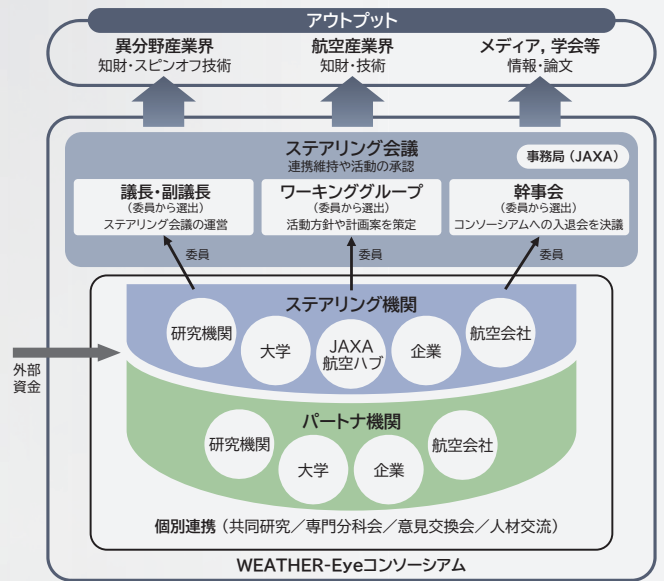 アウトプット
異分野産業界
知財・スピンオフ技術
航空産業界
知財・技術
メディア，学会等
情報・論文
ステアリング会議
連携維持や活動の承認
事務局（JAXA）
議長・副議長
（委員から選出）
ステアリング会議の運営
ワーキンググループ
（委員から選出）
活動方針や計画案を策定
幹事会
（委員から選出）
コンソーシアムへの入退会を決議
委員
委員
委員
ステアリング機関
研究機関
大学
JAXA
航空ハブ
企業
航空会社
外部
資金
パートナ機関
研究機関
大学
企業
航空会社
個別連携（共同研究／専門分科会／意見交換会／人材交流）
WEATHER-Eyeコンソーシアム